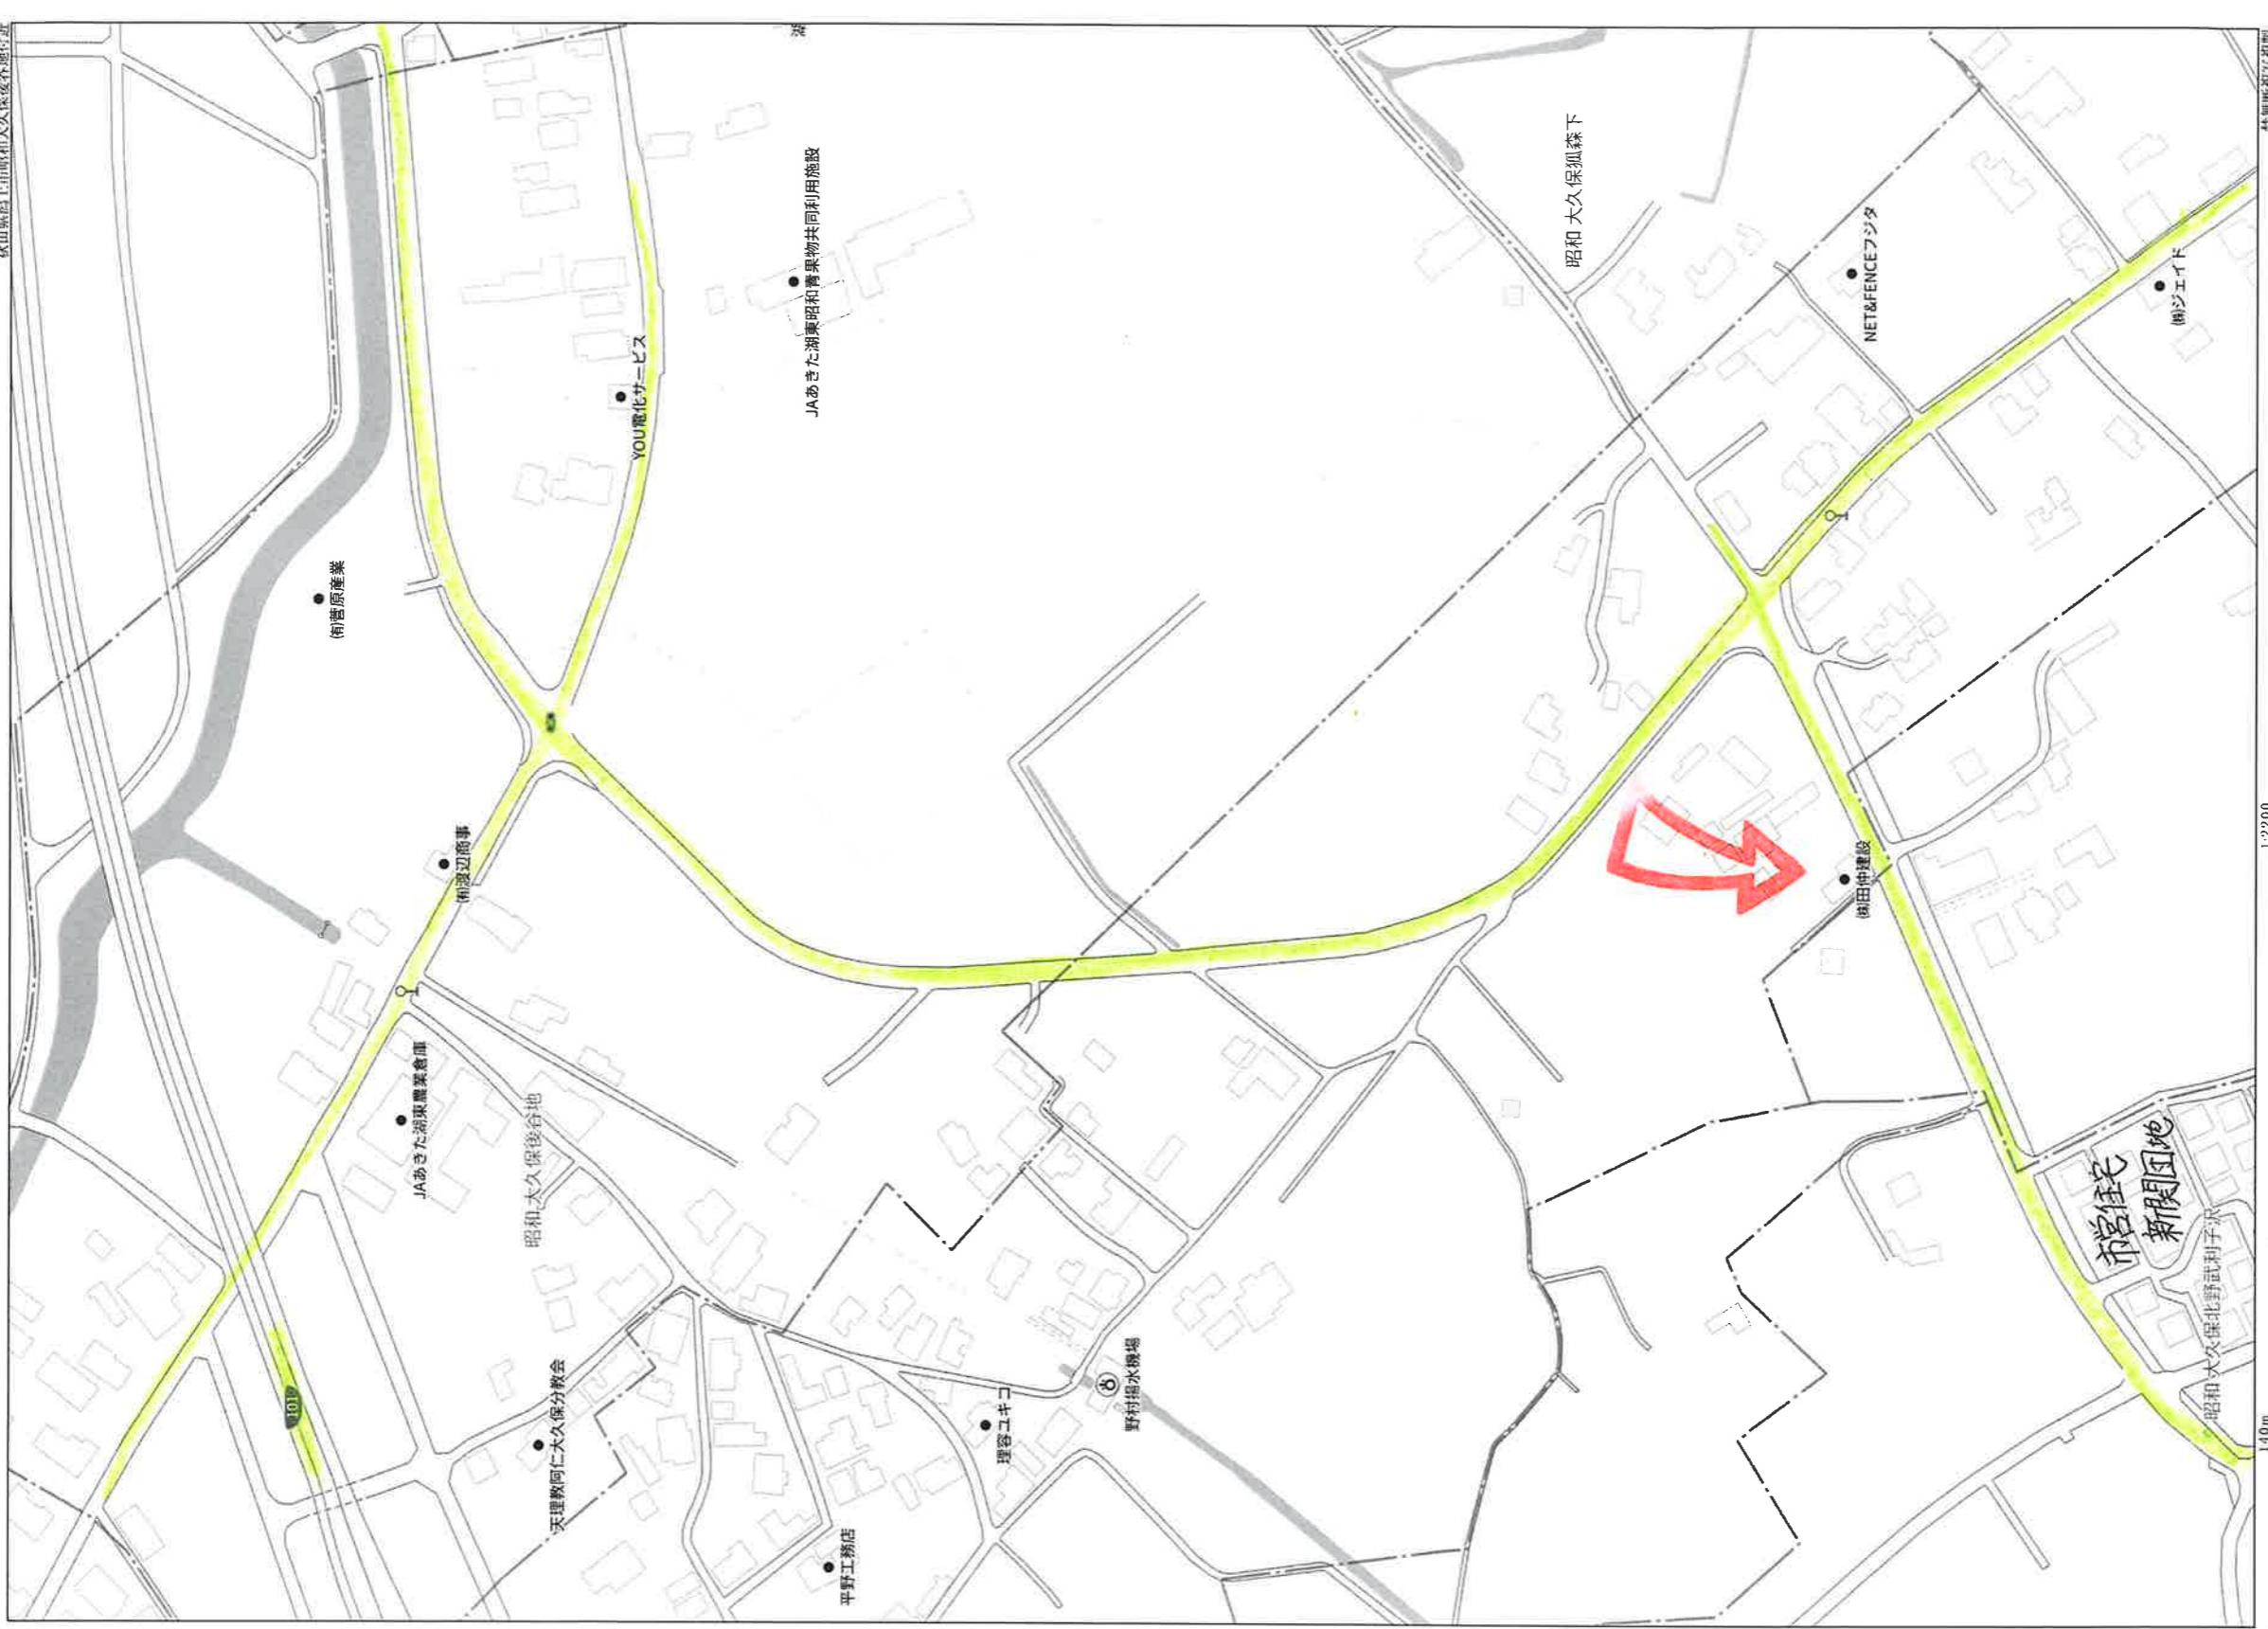 (有)菅原産業
YOU電化サービス
JAあきた湖東昭和青果物共同利用施設
昭和 大久保狐森下
NET&FENCEフジタ
(株)ジェイド
(有)渡辺商事
(株)田仲建設
JAあきた湖東農業倉庫
昭和 大久保後谷地
101
天理教阿仁大久保分教会
理容ユキコ
野村揚水機場
平野工務店
市営住宅
新関団地
昭和 大久保北野武利子沢
1:2200
140m